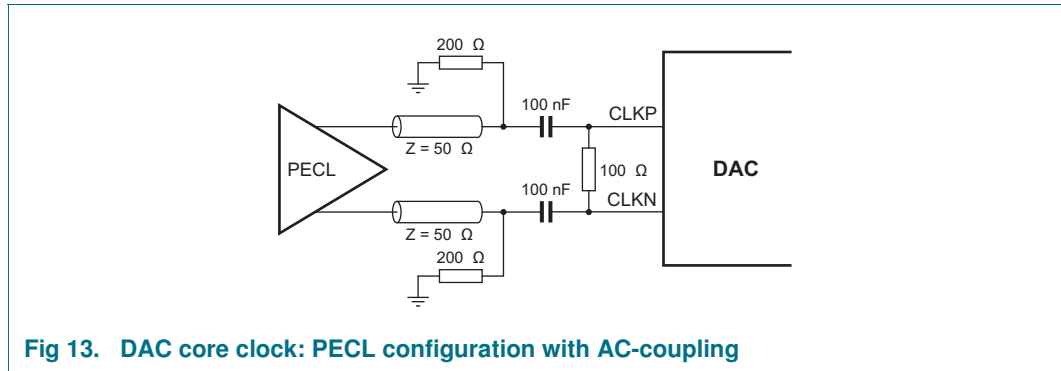 200 Ω
100 nF
CLKP
Z = 50 Ω
PECL
100 Ω
DAC
100 nF
CLKN
Z = 50 Ω
200 Ω
Fig 13. DAC core clock: PECL configuration with AC-coupling